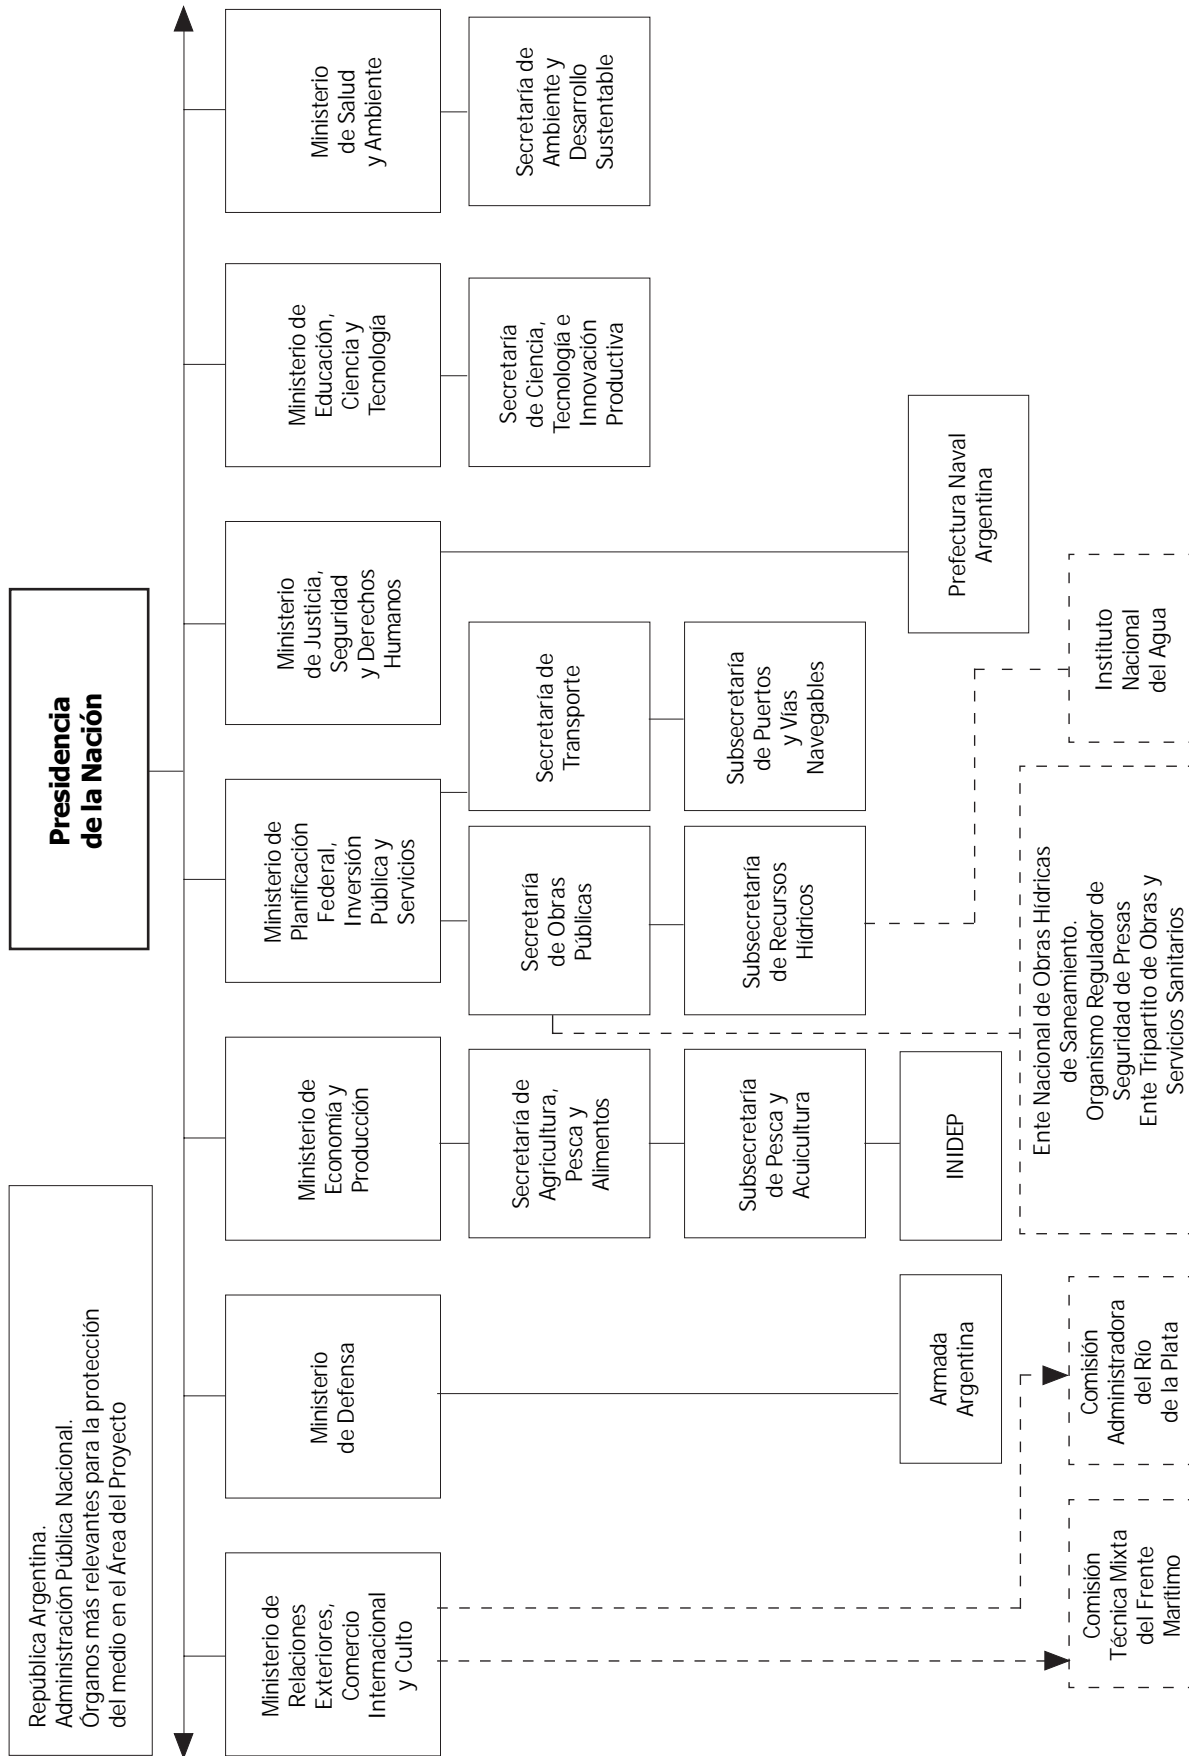 República Argentina.
Administración Pública Nacional.
Órganos más relevantes para la protección
del medio en el Área del Proyecto
Presidencia
de la Nación
Ministerio de
Relaciones
Exteriores,
Comercio
Internacional
y Culto
Ministerio
de Defensa
Ministerio de
Economía y
Producción
Ministerio de
Planificación
Federal,
Inversión
Pública y
Servicios
Ministerio
de Justicia,
Seguridad
y Derechos
Humanos
Ministerio de
Educación,
Ciencia y
Tecnología
Ministerio
de Salud
y Ambiente
Secretaría de
Agricultura,
Pesca y
Alimentos
Secretaría
de Obras
Públicas
Secretaría de
Transporte
Secretaría
de Ciencia,
Tecnología e
Innovación
Productiva
Secretaría de
Ambiente y
Desarrollo
Sustentable
Subsecretaría
de Pesca y
Acuicultura
Subsecretaría
de Recursos
Hídricos
Subsecretaría
de Puertos
y Vías
Navegables
Armada
Argentina
INIDEP
Prefectura Naval
Argentina
Comisión
Técnica Mixta
del Frente
Marítimo
Comisión
Administradora
del Río
de la Plata
Ente Nacional de Obras Hídricas
de Saneamiento.
Organismo Regulador de
Seguridad de Presas
Ente Tripartito de Obras y
Servicios Sanitarios
Instituto
Nacional
del Agua